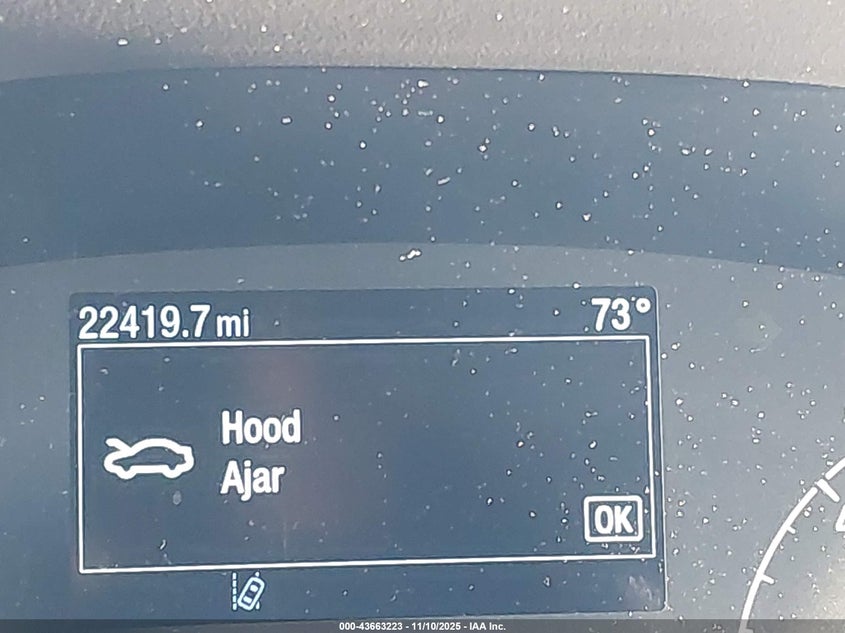 22419.7 mi 73°
Hood
Ajar
OK
000-43663223 - 11/10/2025 - IAA Inc.